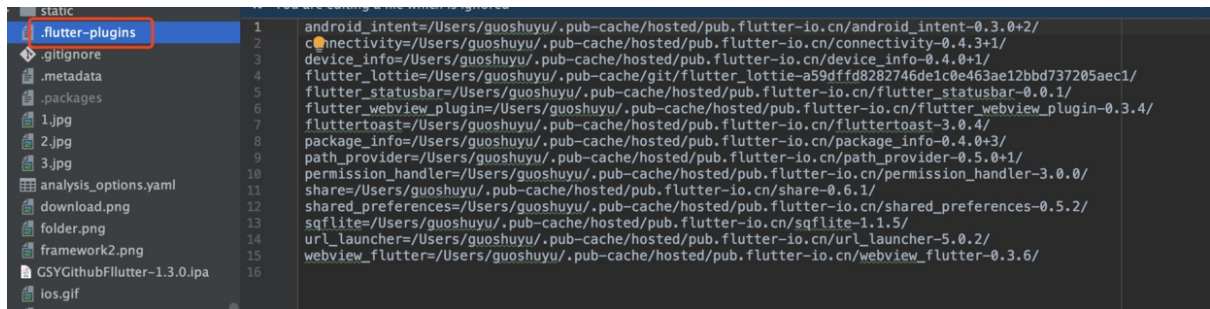 static
.flutter-plugins
.gitignore
.metadata
.packages
1.jpg
2.jpg
3.jpg
analysis_options.yaml
download.png
folder.png
framework2.png
GSYGithubFllutter-1.3.0.ipa
ios.gif
You are editing a file which is ignored
1 android_intent=/Users/guoshuyu/.pub-cache/hosted/pub.flutter-io.cn/android_intent-0.3.0+2/
2 connectivity=/Users/guoshuyu/.pub-cache/hosted/pub.flutter-io.cn/connectivity-0.4.3+1/
3 device_info=/Users/guoshuyu/.pub-cache/hosted/pub.flutter-io.cn/device_info-0.4.0+1/
4 flutter_lottie=/Users/guoshuyu/.pub-cache/git/flutter_lottie-a59dffd8282746de1c0e463ae12bbd737205aec1/
5 flutter_statusbar=/Users/guoshuyu/.pub-cache/hosted/pub.flutter-io.cn/flutter_statusbar-0.0.1/
6 flutter_webview_plugin=/Users/guoshuyu/.pub-cache/hosted/pub.flutter-io.cn/flutter_webview_plugin-0.3.4/
7 fluttertoast=/Users/guoshuyu/.pub-cache/hosted/pub.flutter-io.cn/fluttertoast-3.0.4/
8 package_info=/Users/guoshuyu/.pub-cache/hosted/pub.flutter-io.cn/package_info-0.4.0+3/
9 path_provider=/Users/guoshuyu/.pub-cache/hosted/pub.flutter-io.cn/path_provider-0.5.0+1/
10 permission_handler=/Users/guoshuyu/.pub-cache/hosted/pub.flutter-io.cn/permission_handler-3.0.0/
11 share=/Users/guoshuyu/.pub-cache/hosted/pub.flutter-io.cn/share-0.6.1/
12 shared_preferences=/Users/guoshuyu/.pub-cache/hosted/pub.flutter-io.cn/shared_preferences-0.5.2/
13 sqflite=/Users/guoshuyu/.pub-cache/hosted/pub.flutter-io.cn/sqflite-1.1.5/
14 url_launcher=/Users/guoshuyu/.pub-cache/hosted/pub.flutter-io.cn/url_launcher-5.0.2/
15 webview_flutter=/Users/guoshuyu/.pub-cache/hosted/pub.flutter-io.cn/webview_flutter-0.3.6/
16